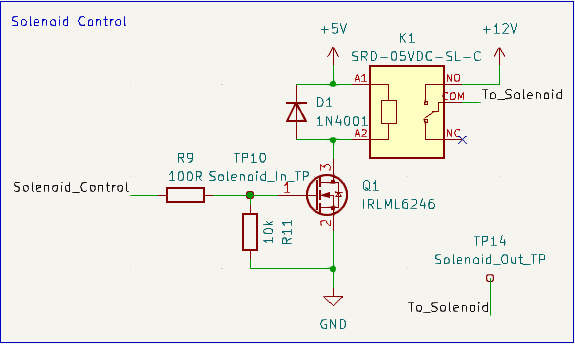 Solenoid Control
+5V
K1
+12V
SRD-05VDC-SL-C
A1
NO
D1
COM
To_Solenoid
1N4001
A2
NC
R9
TP10
3
100R
Solenoid_In_TP
Solenoid_Control
1
Q1
IRLML6246
2
10k
R11
TP14
Solenoid_Out_TP
To_Solenoid
GND